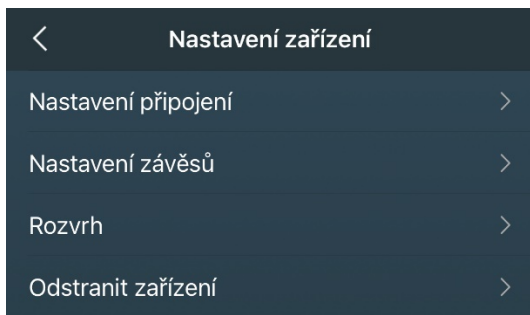 Nastavení zařízení
Nastavení připojení
Nastavení závěsů
Rozvrh
Odstranit zařízení